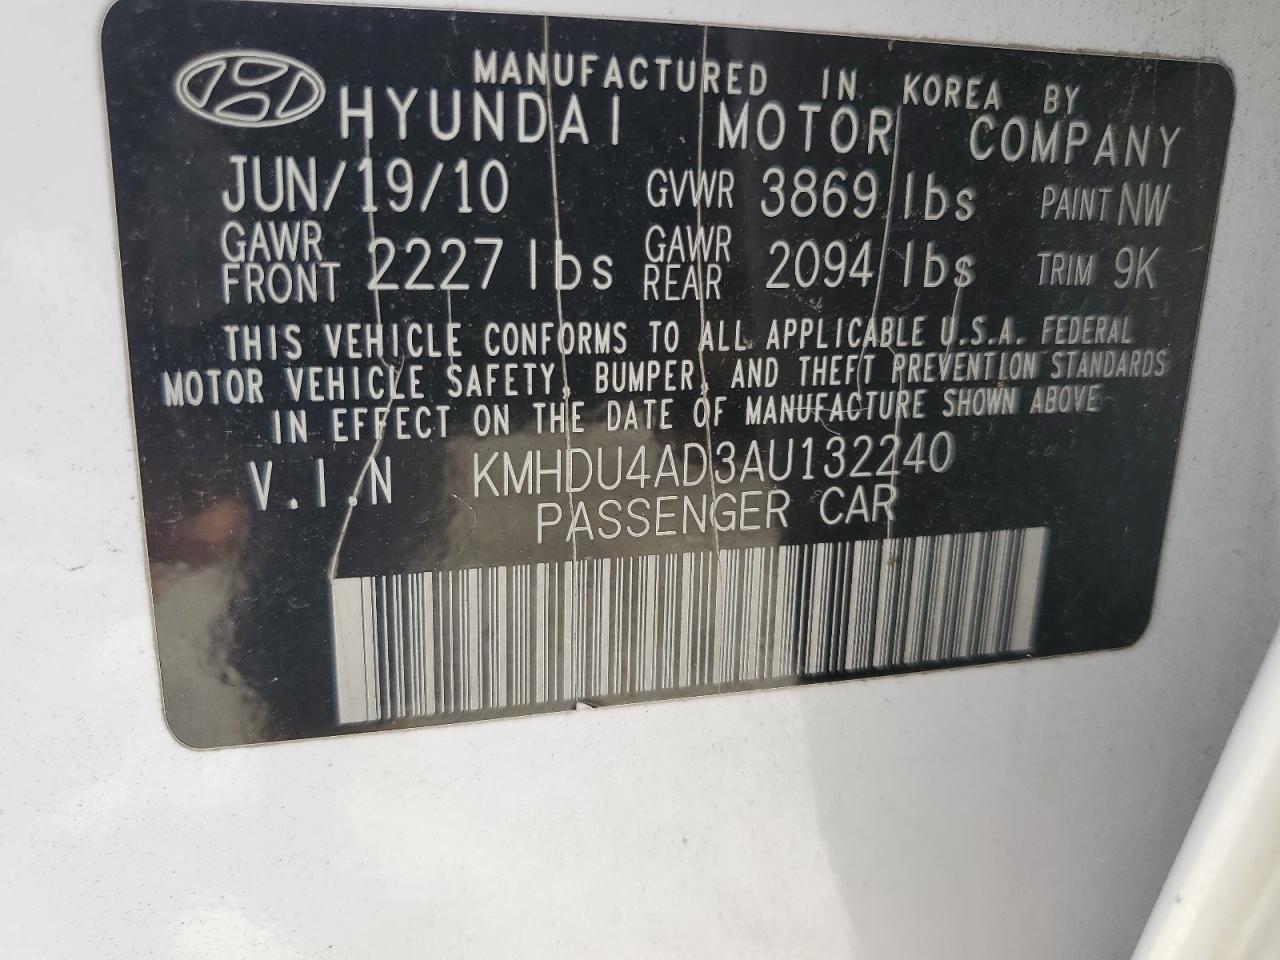 MANUFACTURED IN KOREA BY
HYUNDAI MOTOR COMPANY
JUN/19/10 GVWR 3869 lbs PAINT NW
GAWR FRONT 2227 lbs GAWR REAR 2094 lbs TRIM 9K
THIS VEHICLE CONFORMS TO ALL APPLICABLE U.S.A. FEDERAL
MOTOR VEHICLE SAFETY, BUMPER, AND THEFT PREVENTION STANDARDS
IN EFFECT ON THE DATE OF MANUFACTURE SHOWN ABOVE
V.I.N KMHDU4AD3AU132240
PASSENGER CAR